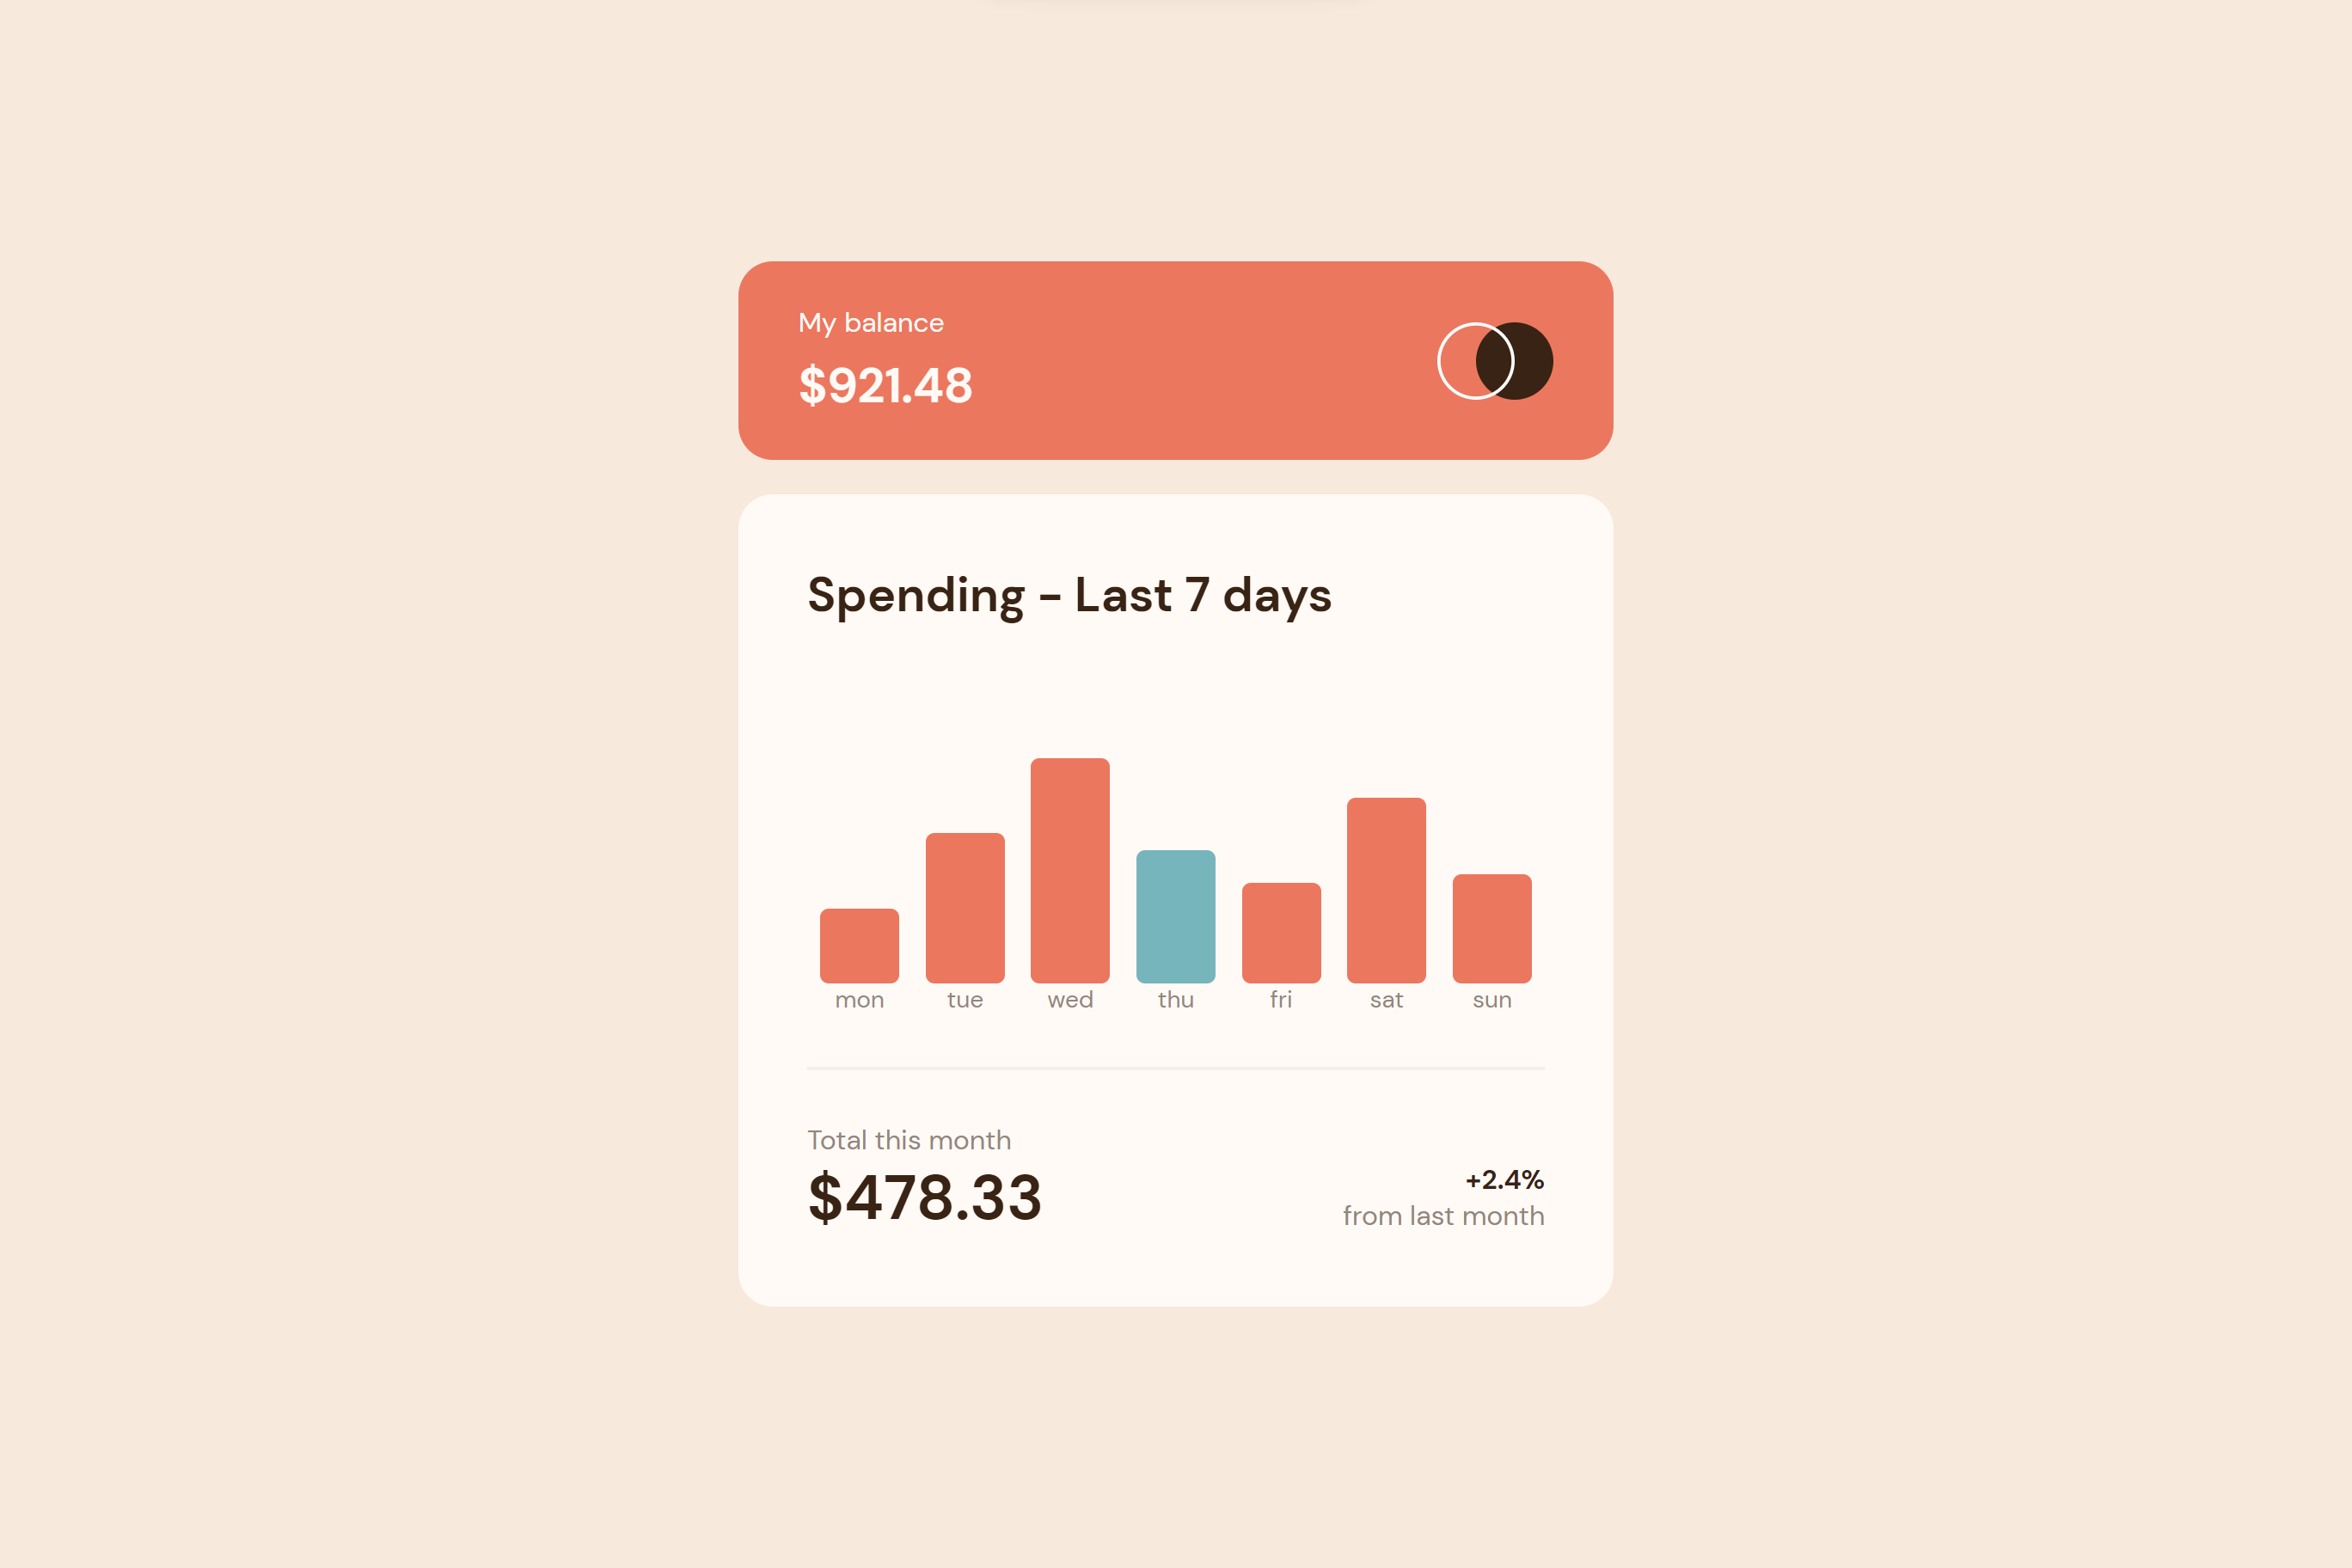 My balance
$921.48
Spending - Last 7 days
mon tue wed thu fri sat sun
Total this month
$478.33
+2.4%
from last month